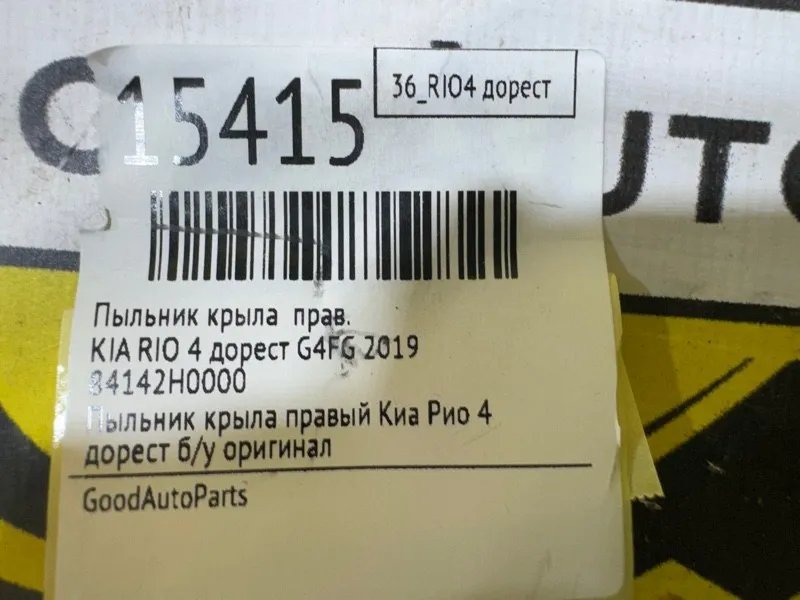 15415
36_RIO4 дорест
Пыльник крыла прав.
KIA RIO 4 дорест G4FG 2019
84142H0000
Пыльник крыла правый Киа Рио 4
дорест б/у оригинал
GoodAutoParts